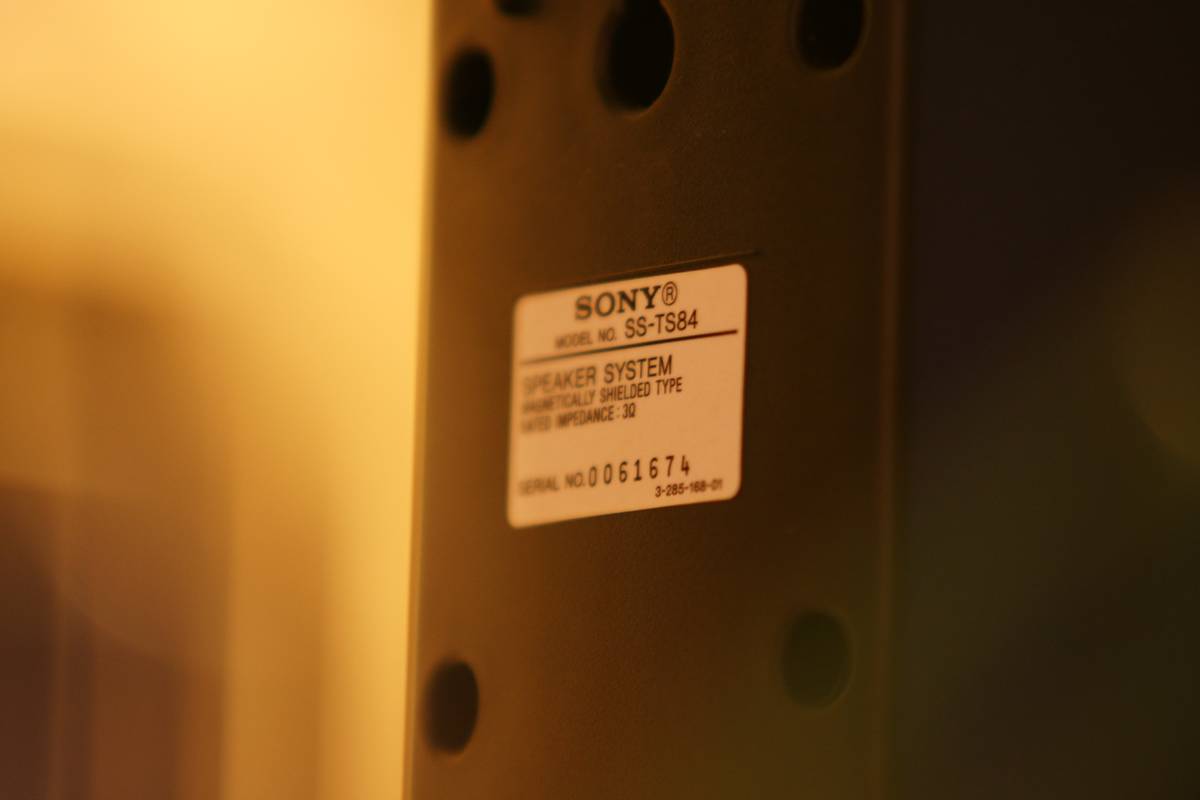 SONY®
MODEL NO. SS-TS84
SPEAKER SYSTEM
MAGNETICALLY SHIELDED TYPE
RATED IMPEDANCE : 3Ω
SERIAL NO. 0061674
3-285-168-01